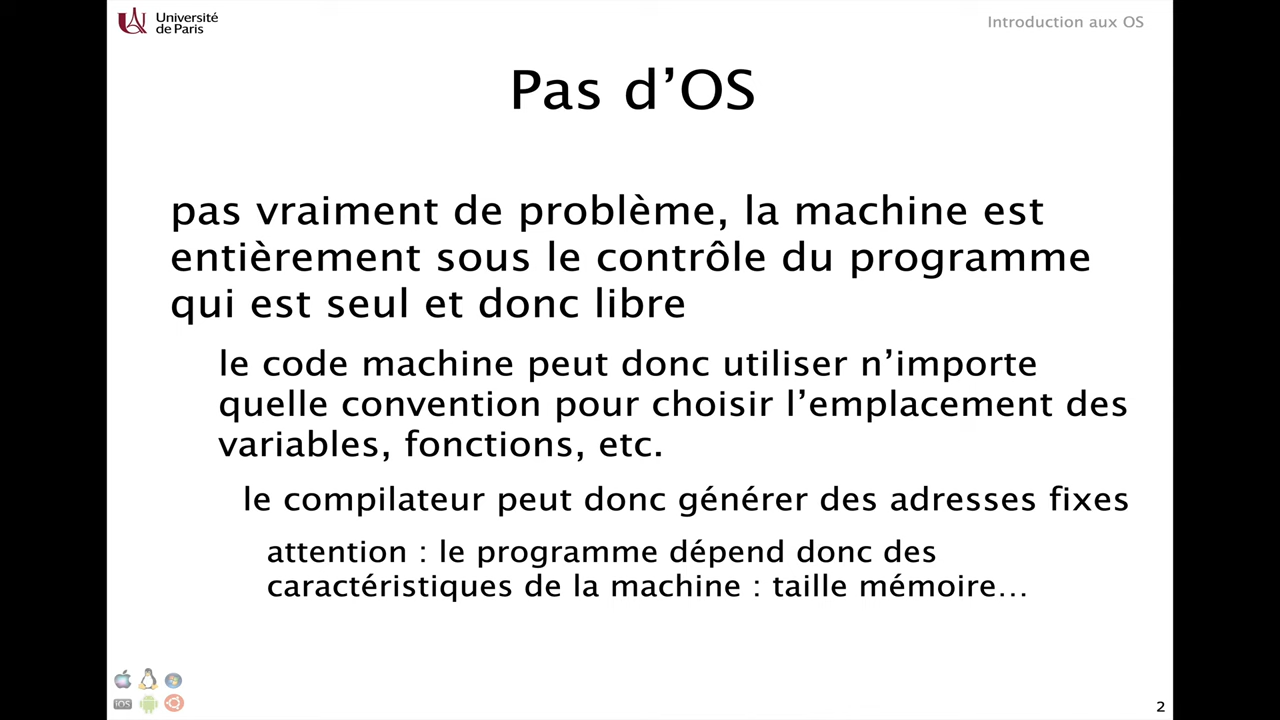 Université
de Paris
Introduction aux OS
Pas d’OS
pas vraiment de problème, la machine est
entièrement sous le contrôle du programme
qui est seul et donc libre
le code machine peut donc utiliser n’importe
quelle convention pour choisir l’emplacement des
variables, fonctions, etc.
le compilateur peut donc générer des adresses fixes
attention : le programme dépend donc des
caractéristiques de la machine : taille mémoire…
iOS
2